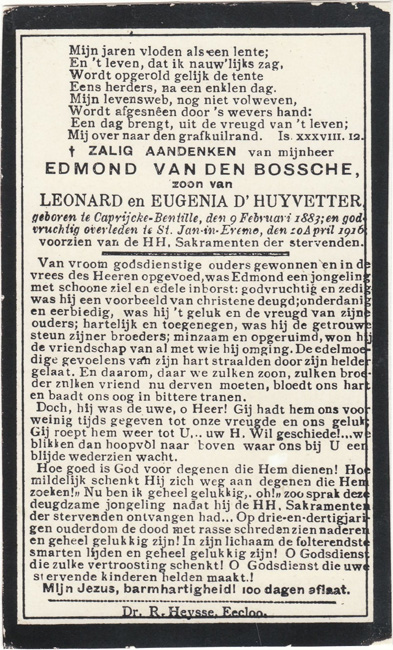 Mijn jaren vloden als een lente;
En 't leven, dat ik nauw'lijks zag,
Wordt opgerold gelijk de tente
Eens herders, na een enklen dag.
Mijn levensweb, nog niet volweven,
Wordt afgesnêen door 's wevers hand:
Een dag brengt, uit de vreugd van 't leven;
Mij over naar den grafkuilrand. Is. XXXVIII. 12.
† ZALIG AANDENKEN van mijnheer
EDMOND VAN DEN BOSSCHE,
zoon van
LEONARD en EUGENIA D' HUYVETTER,
geboren te Caprijcke-Bentille, den 9 Februari 1883; en god-
vruchtig overleden te St. Jan-in-Eremo, den 20 April 1916
voorzien van de HH. Sakramenten der stervenden.
Van vroom godsdienstige ouders gewonnen en in de
vrees des Heeren opgevoed, was Edmond een jongeling
met schoone ziel en edele inborst: godvruchtig en zedig
was hij een voorbeeld van christene deugd; onderdanig
en eerbiedig, was hij 't geluk en de vreugd van zijne
ouders; hartelijk en toegenegen, was hij de getrouwe
steun zijner broeders; minzaam en opgeruimd, won hij
de vriendschap van al met wie hij omging. De edelmoe-
dige gevoelens van zijn hart straalden door zijn helder
gelaat. En daarom, daar we zulken zoon, zulken broe-
der znlken vriend nu derven moeten, bloedt ons hart
en baadt ons oog in bittere tranen.
Doch, hij was de uwe, o Heer! Gij hadt hem ons voor
weinig tijds gegeven tot onze vreugde en ons geluk;
Gij roept hem weer tot U... uw H. Wil geschiede!...we
blikken dan hoopvol naar boven waar ons bij U een
blijde wederzien wacht.
Hoe goed is God voor degenen die Hem dienen! Hoe
mildelijk schenkt Hij zich weg aan degenen die Hem
zoeken!„ Nu ben ik geheel gelukkig, oh!„ zoo sprak deze
deugdzame jongeling nadat hij de HH. Sakramenten
der stervenden ontvangen had... Op drie-en-dertigjari-
gen ouderdom de dood met rasse schreden zien naderen
en geheel gelukkig zijn! In zijn lichaam de folterendste
smarten lijden en geheel gelukkig zijn! O Godsdienst
die zulke vertroosting schenkt! O Godsdienst die uwe
stervende kinderen helden maakt!
Mijn Jezus, barmhartigheid! 100 dagen aflaat.
Dr. R. Heysse, Eecloo.